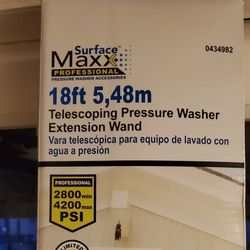 Surface
Maxx
PROFESSIONAL
PRESSURE WASHER ACCESSORIES
0434982
18ft 5,48m
Telescoping Pressure Washer
Extension Wand
Vara telescópica para equipo de lavado con
agua a presión
PROFESSIONAL
2800min
4200max
PSI
LIMITED